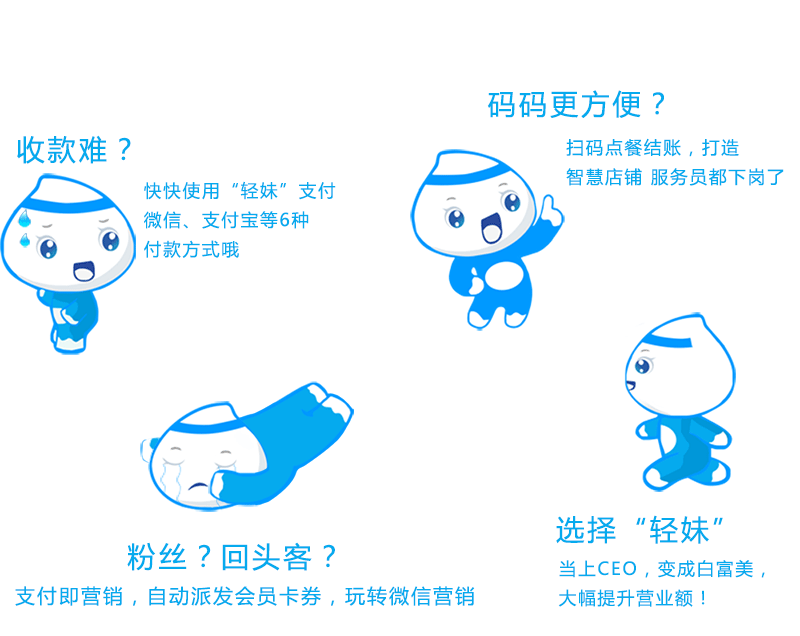 码码更方便？
扫码点餐结账，打造
智慧店铺 服务员都下岗了
收款难？
快快使用“轻妹”支付
微信、支付宝等6种
付款方式哦
粉丝？回头客？
支付即营销，自动派发会员卡券，玩转微信营销
选择“轻妹”
当上CEO，变成白富美，
大幅提升营业额！